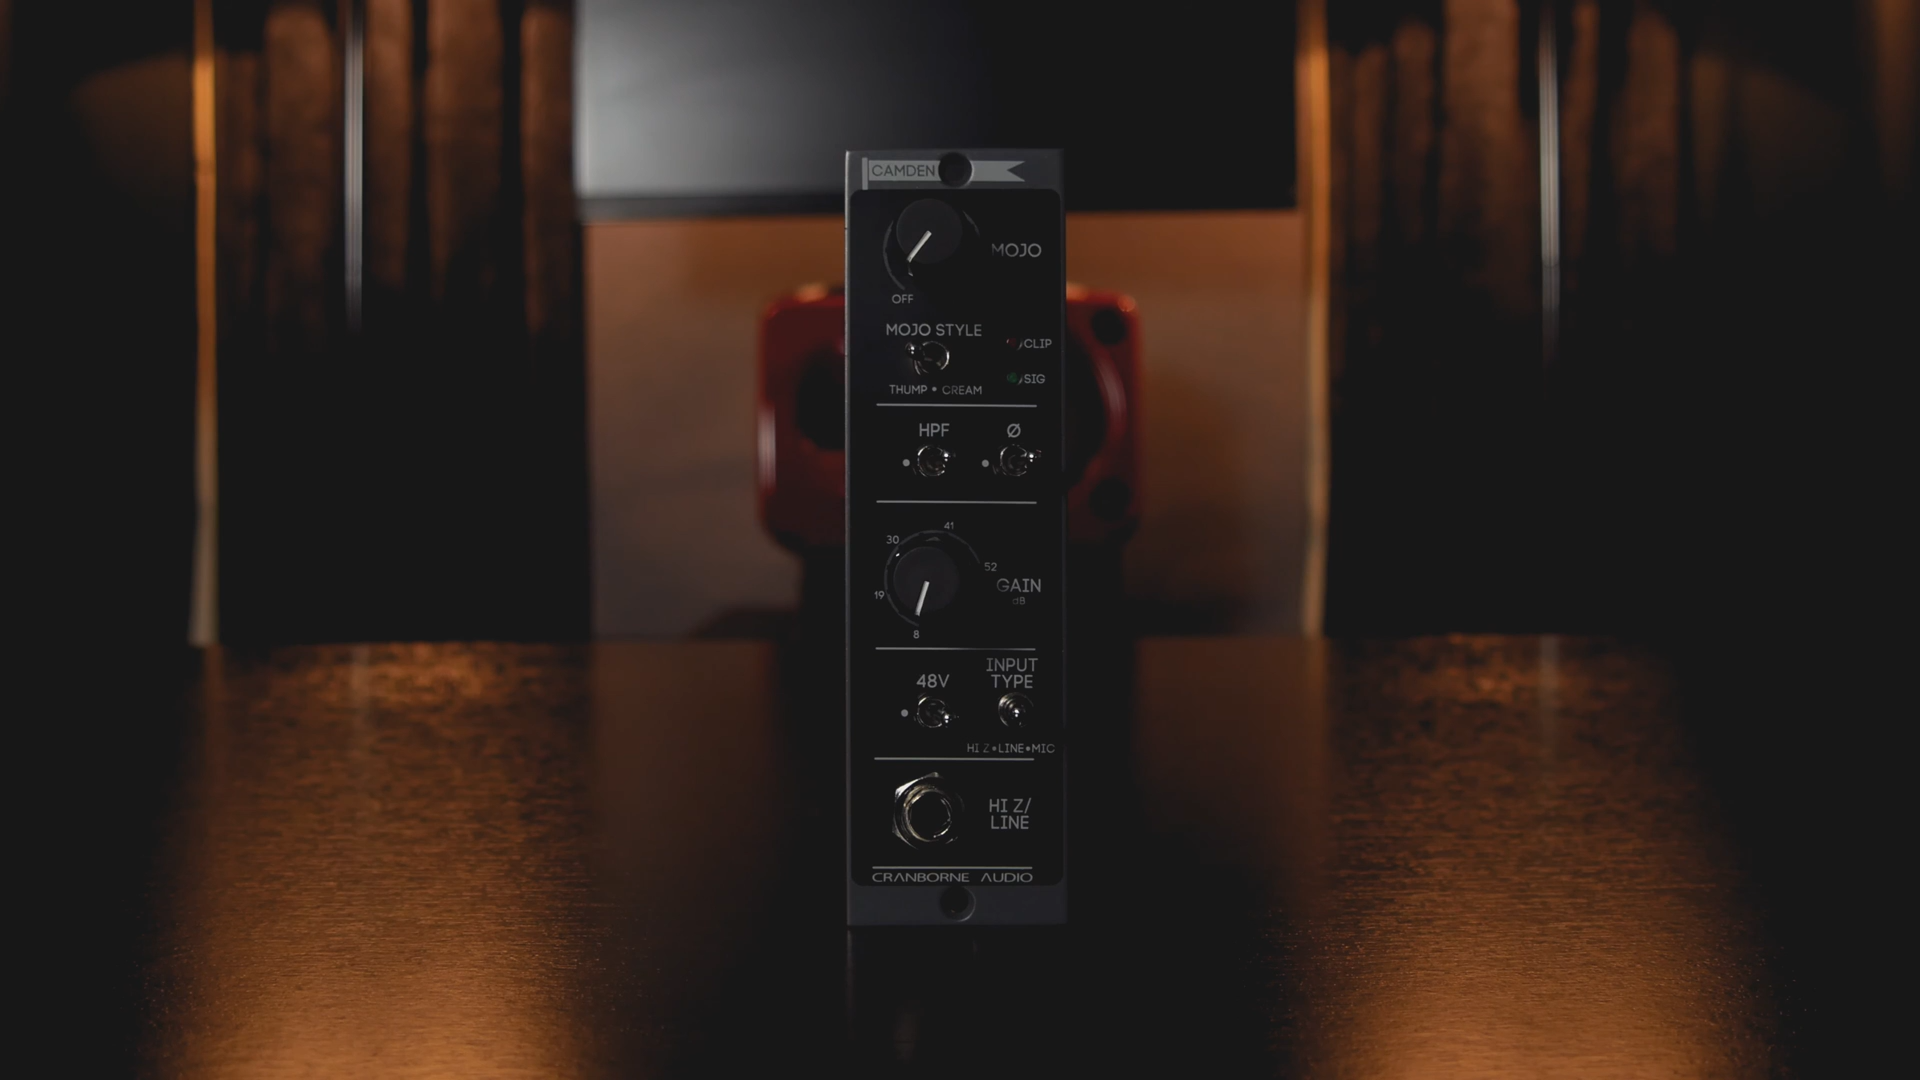 CAMDEN
MOJO
OFF
MOJO STYLE
CLIP
SIG
THUMP • CREAM
HPF Ø
41
30
52
GAIN
19
dB
8
INPUT
48V TYPE
HI Z•LINE•MIC
HI Z/
LINE
CRANBORNE AUDIO